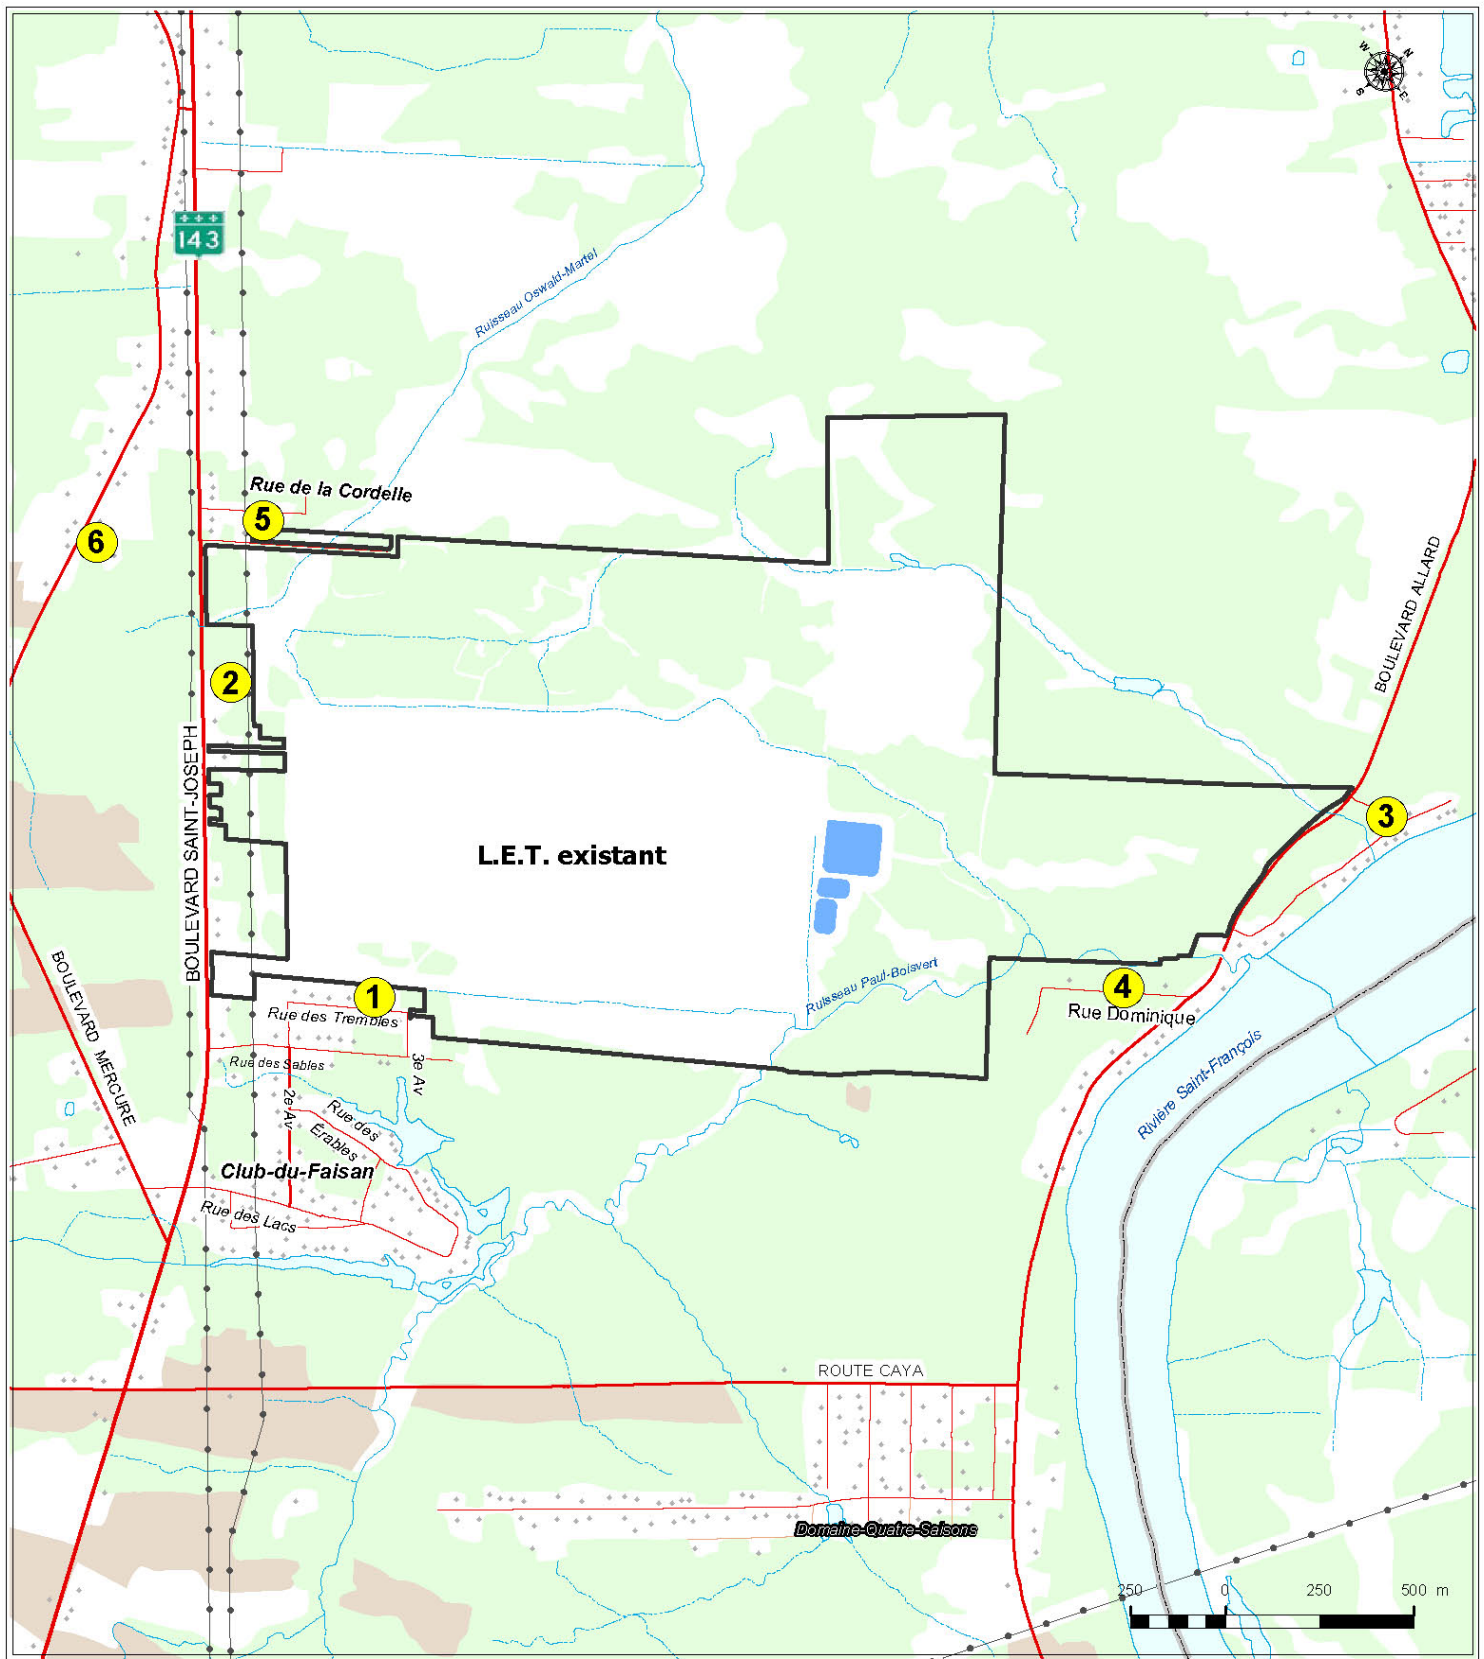 W
N
S
E
143
Ruisseau Oswald-Martel
Rue de la Cordelle
5
6
BOULEVARD ALLARD
2
BOULEVARD SAINT-JOSEPH
3
L.E.T. existant
BOULEVARD MERCURE
1
Ruisseau Paul-Boisvert
4
Rue des Trembles
Rue Dominique
Rue des Sables
3e Av
2e Av
Rue des
Érables
Rivière Saint-François
Club-du-Faisan
Rue des Lacs
ROUTE CAYA
Domaine-Quatre-Saisons
250 0 250 500 m